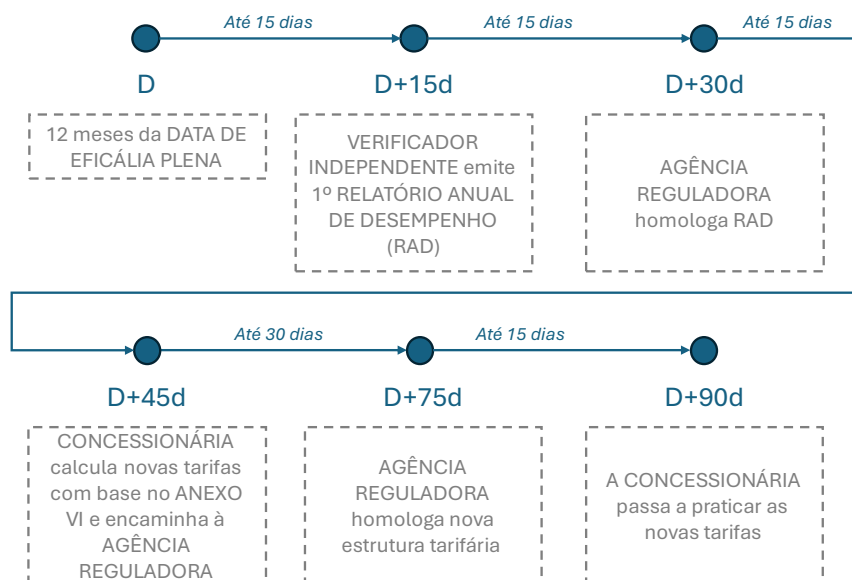 Até 15 dias
Até 15 dias
Até 15 dias
D
D+15d
D+30d
12 meses da DATA DE
EFICÁLIA PLENA
VERIFICADOR
INDEPENDENTE emite
1º RELATÓRIO ANUAL
DE DESEMPENHO
(RAD)
AGÊNCIA
REGULADORA
homologa RAD
Até 30 dias
Até 15 dias
D+45d
D+75d
D+90d
CONCESSIONÁRIA
calcula novas tarifas
com base no ANEXO
VI e encaminha à
AGÊNCIA
REGULADORA
AGÊNCIA
REGULADORA
homologa nova
estrutura tarifária
A CONCESSIONÁRIA
passa a praticar as
novas tarifas